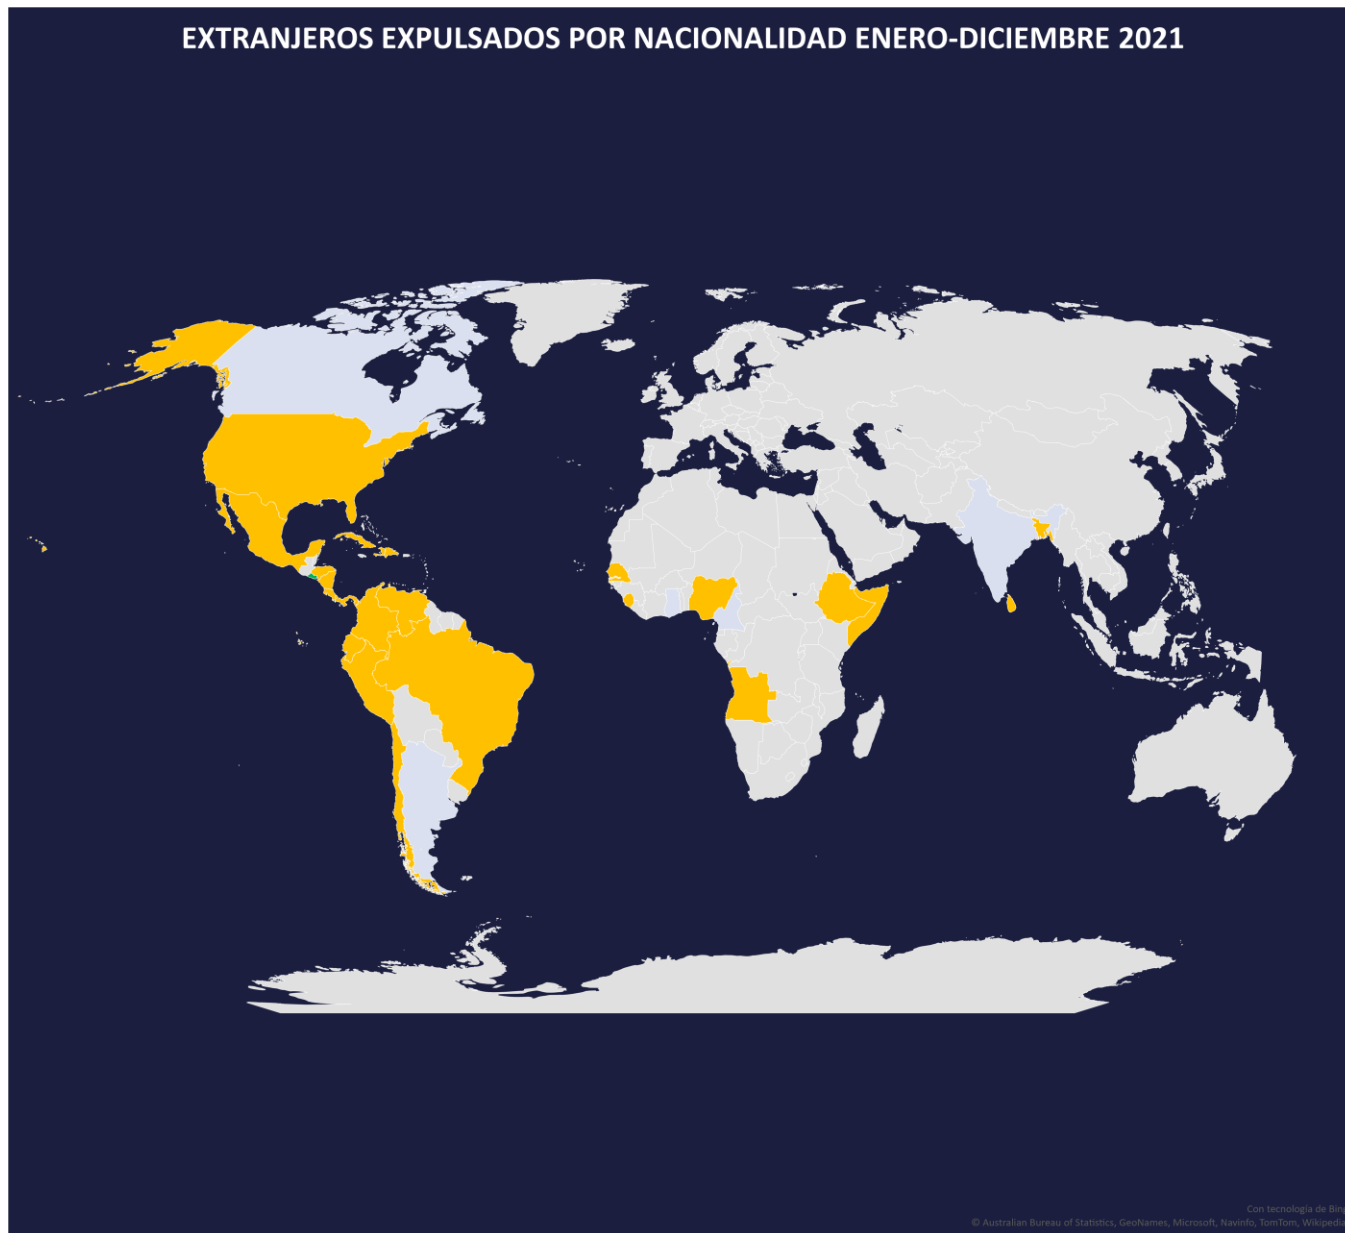 EXTRANJEROS EXPULSADOS POR NACIONALIDAD ENERO-DICIEMBRE 2021
Con tecnología de Bing
© Australian Bureau of Statistics, GeoNames, Microsoft, Navinfo, TomTom, Wikipedia